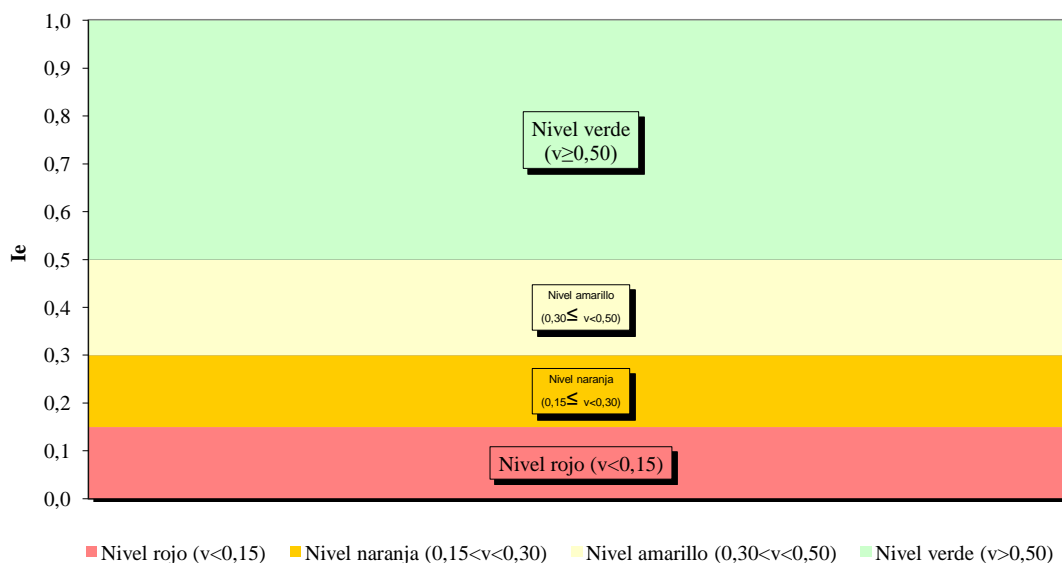 1,0
0,9
0,8
0,7
0,6
0,5
0,4
0,3
0,2
0,1
0,0
Ie
Nivel verde
(v≥0,50)
Nivel amarillo
(0,30≤ v<0,50)
Nivel naranja
(0,15≤ v<0,30)
Nivel rojo (v<0,15)
Nivel rojo (v<0,15) Nivel naranja (0,15<v<0,30) Nivel amarillo (0,30<v<0,50) Nivel verde (v>0,50)